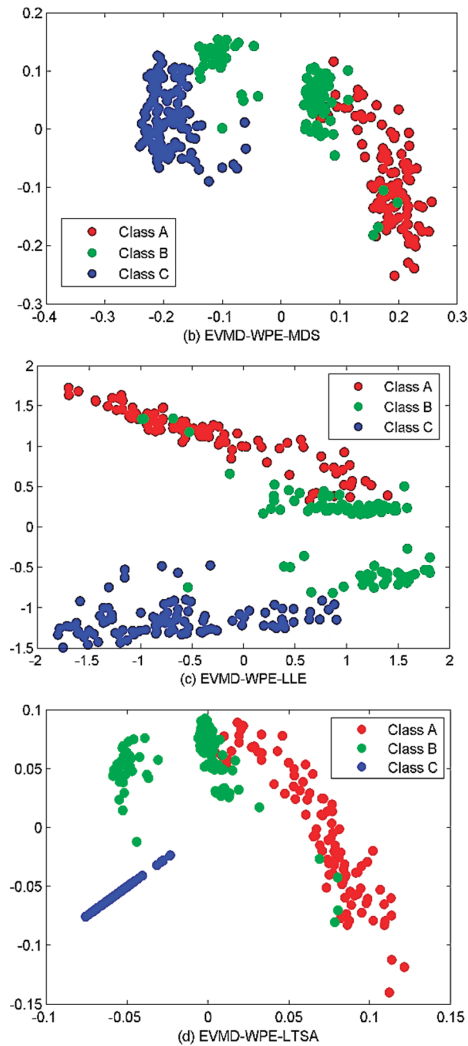 0.2
0.1
0
-0.1
-0.2
-0.3
Class A
Class B
Class C
-0.4 -0.3 -0.2 -0.1 0 0.1 0.2 0.3
(b) EVMD-WPE-MDS
2
1.5
1
0.5
0
-0.5
-1
-1.5
Class A
Class B
Class C
-2 -1.5 -1 -0.5 0 0.5 1 1.5 2
(c) EVMD-WPE-LLE
0.1
0.05
0
-0.05
-0.1
-0.15
Class A
Class B
Class C
-0.1 -0.05 0 0.05 0.1 0.15
(d) EVMD-WPE-LTSA